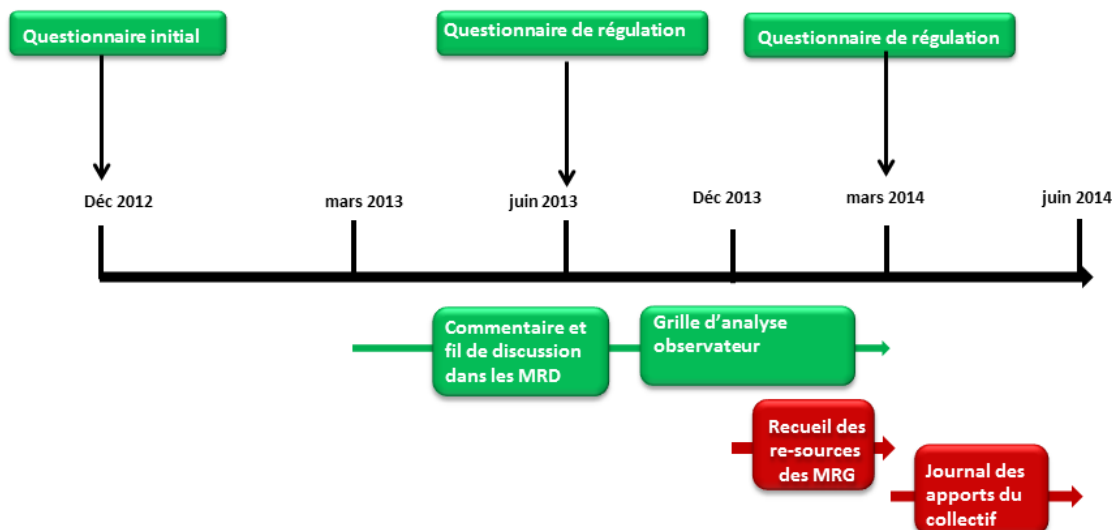 Questionnaire initial
Questionnaire de régulation
Questionnaire de régulation
Déc 2012
mars 2013
juin 2013
Déc 2013
mars 2014
juin 2014
Commentaire et
fil de discussion
dans les MRD
Grille d’analyse
observateur
Recueil des
re-sources
des MRG
Journal des
apports du
collectif